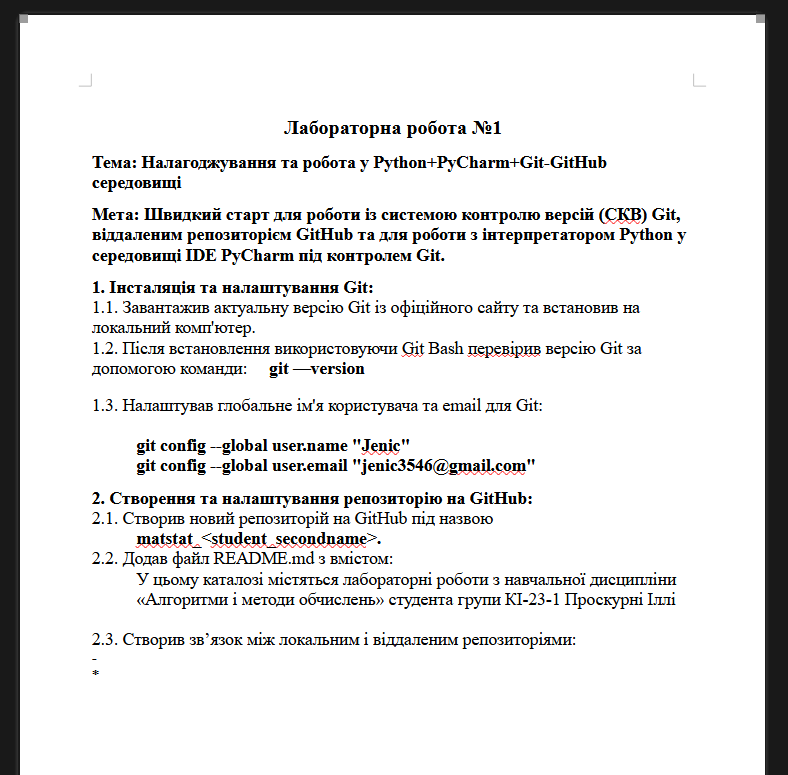 Лабораторна робота №1
Тема: Налагоджування та робота у Python+PyCharm+Git-GitHub
середовищі
Мета: Швидкий старт для роботи із системою контролю версій (СКВ) Git,
віддаленим репозиторієм GitHub та для роботи з інтерпретатором Python у
середовищі IDE PyCharm під контролем Git.
1. Інсталяція та налаштування Git:
1.1. Завантажив актуальну версію Git із офіційного сайту та встановив на
локальний комп'ютер.
1.2. Після встановлення використовуючи Git Bash перевірив версію Git за
допомогою команди: git —version
1.3. Налаштував глобальне ім'я користувача та email для Git:
git config --global user.name "Jenic"
git config --global user.email "jenic3546@gmail.com"
2. Створення та налаштування репозиторію на GitHub:
2.1. Створив новий репозиторій на GitHub під назвою
matstat_<student_secondname>.
2.2. Додав файл README.md з вмістом:
У цьому каталозі містяться лабораторні роботи з навчальної дисципліни
«Алгоритми і методи обчислень» студента групи КІ-23-1 Проскурні Іллі
2.3. Створив зв’язок між локальним і віддаленим репозиторіями:
-
*